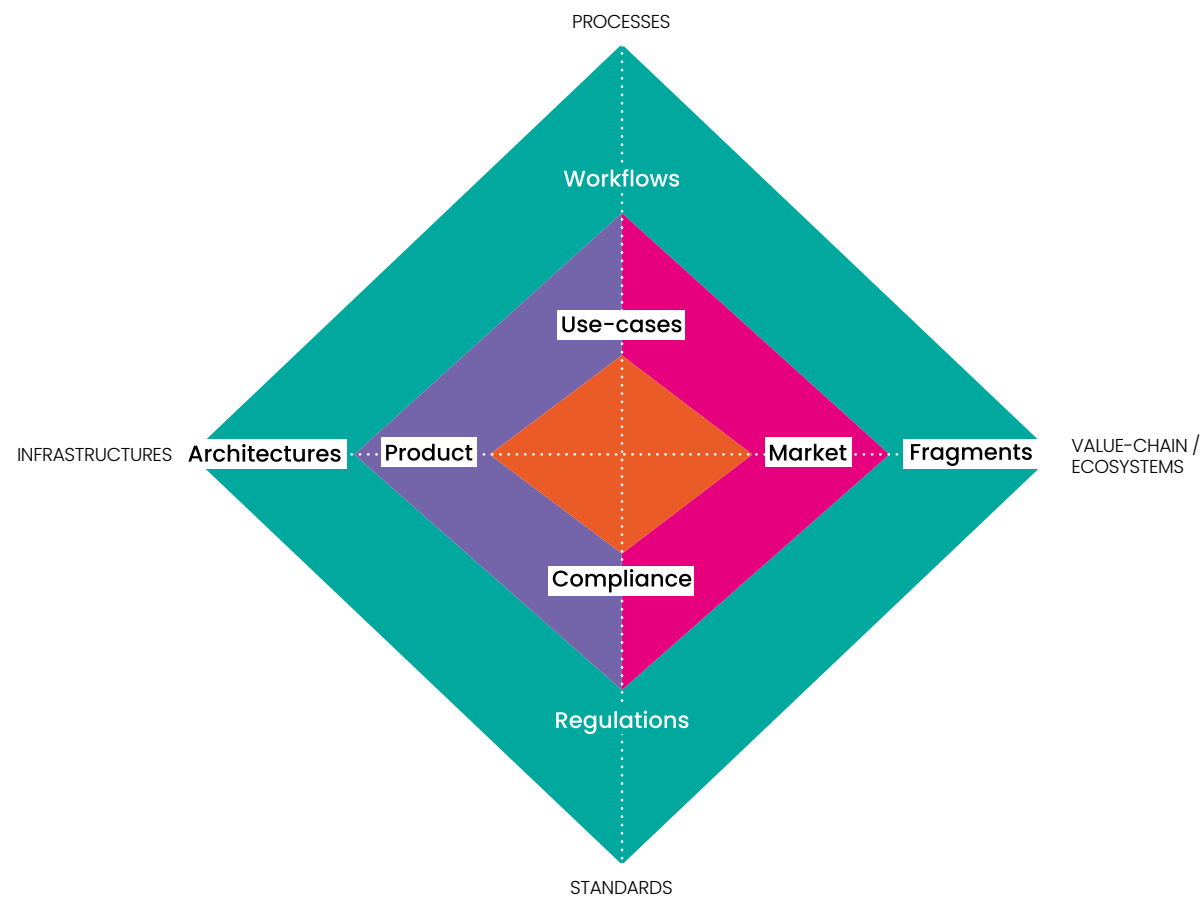 PROCESSES
Workflows
Use-cases
INFRASTRUCTURES
Architectures
Product
Market
Fragments
VALUE-CHAIN /
ECOSYSTEMS
Compliance
Regulations
STANDARDS